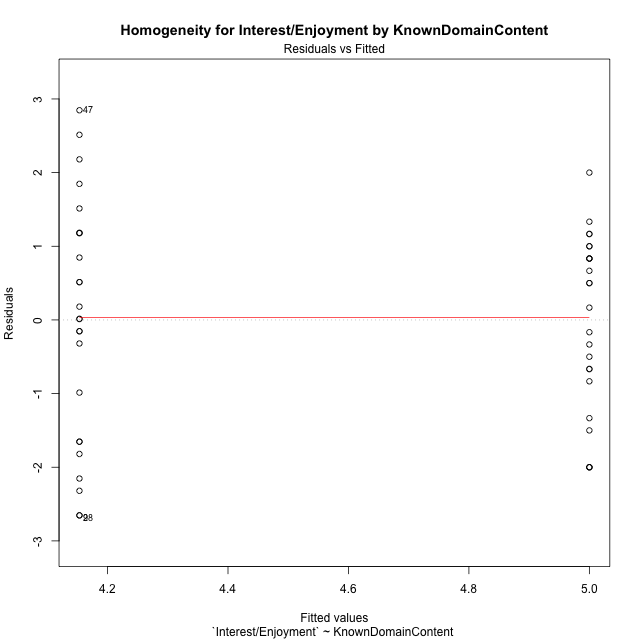 Homogeneity for Interest/Enjoyment by KnownDomainContent
Residuals vs Fitted
Residuals
3
2
1
0
-1
-2
-3
47
4.2
4.4
4.6
4.8
5.0
Fitted values
`Interest/Enjoyment` ~ KnownDomainContent